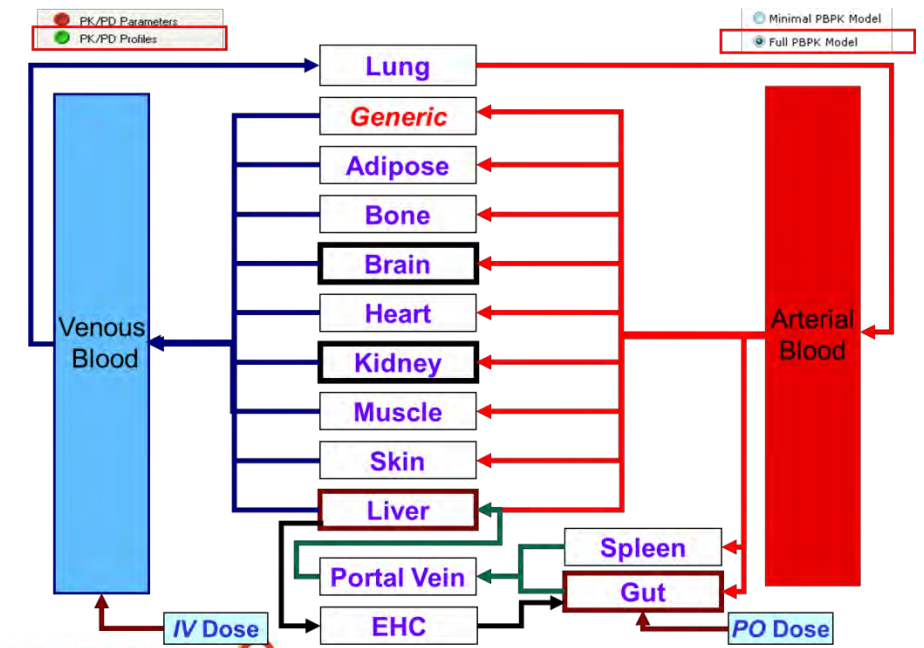 PK/PD Parameters
PK/PD Profiles
Minimal PBPK Model
Full PBPK Model
Lung
Generic
Adipose
Bone
Brain
Heart
Kidney
Muscle
Skin
Liver
Portal Vein
EHC
Spleen
Gut
Venous
Blood
Arterial
Blood
IV Dose
PO Dose